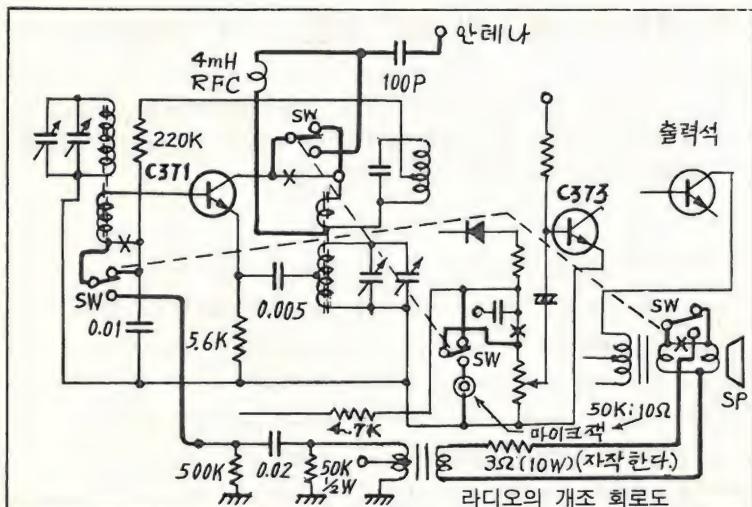 안테나
4mH
RFC
100P
SW
220K
C371
출력석
C373
SW
0.01
0.005
5.6K
SW
SW
SP
4.7K
마이크잭
50K:10Ω
500K
0.02
50K
½W
3Ω(10W)(자작한다.)
라디오의 개조 회로도